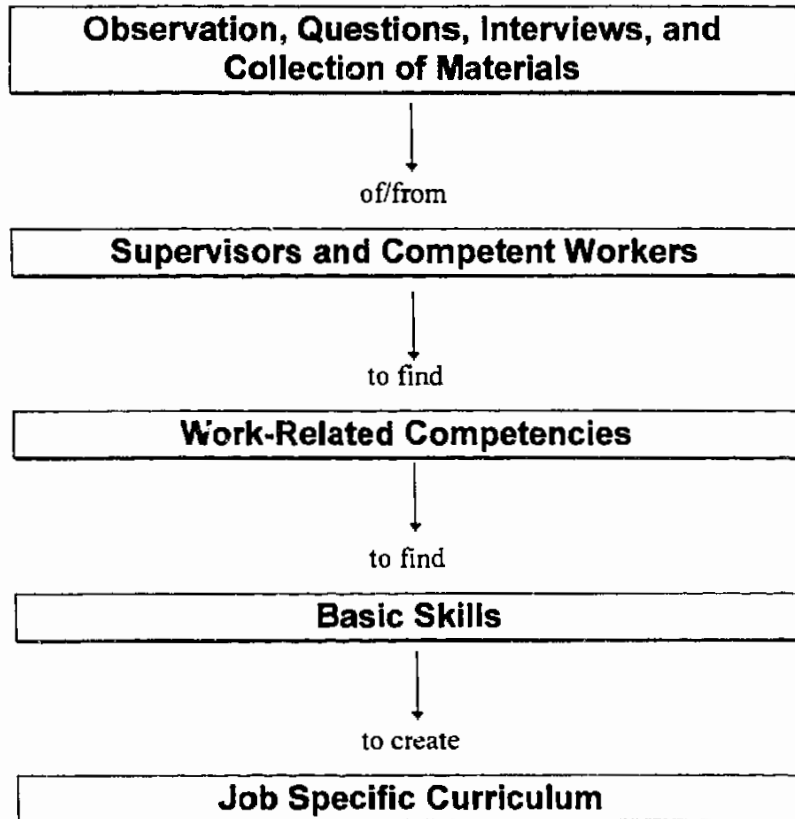 Observation, Questions, Interviews, and
Collection of Materials
of/from
Supervisors and Competent Workers
to find
Work-Related Competencies
to find
Basic Skills
to create
Job Specific Curriculum